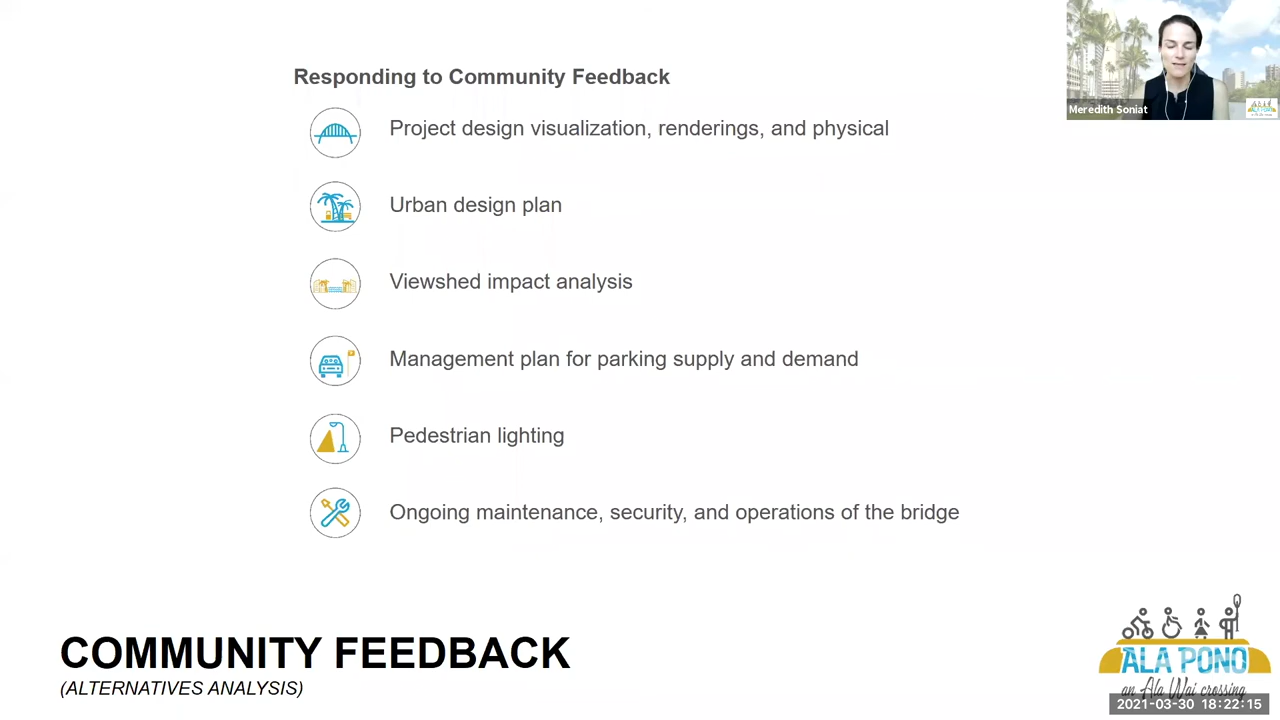 Responding to Community Feedback
Project design visualization, renderings, and physical
Urban design plan
Viewshed impact analysis
Management plan for parking supply and demand
Pedestrian lighting
Ongoing maintenance, security, and operations of the bridge
COMMUNITY FEEDBACK
(ALTERNATIVES ANALYSIS)
Meredith Soniat
ALA PONO
ALA PONO
an Ala Wai crossing
2021-03-30 18:22:15